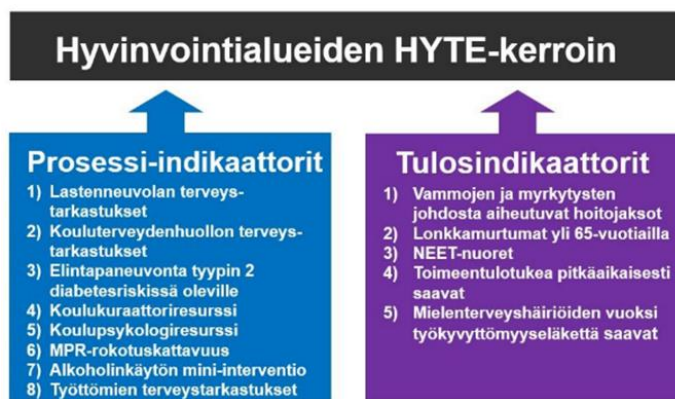 Hyvinvointialueiden HYTE-kerroin
Prosessi-indikaattorit
1) Lastenneuvolan terveys-
tarkastukset
2) Kouluterveydenhuollon terveys-
tarkastukset
3) Elintapaneuvonta tyypin 2
diabetesriskissä oleville
4) Koulukuraattoriresurssi
5) Koulupsykologiresurssi
6) MPR-rokotuskattavuus
7) Alkoholinkäytön mini-interventio
8) Työttömien terveystarkastukset
Tulosindikaattorit
1) Vammojen ja myrkytysten
johdosta aiheutuvat hoitojaksot
2) Lonkkamurtumat yli 65-vuotiailla
3) NEET-nuoret
4) Toimeentulotukea pitkäaikaisesti
saavat
5) Mielenterveyshäiriöiden vuoksi
työkyvyttömyyseläkettä saavat